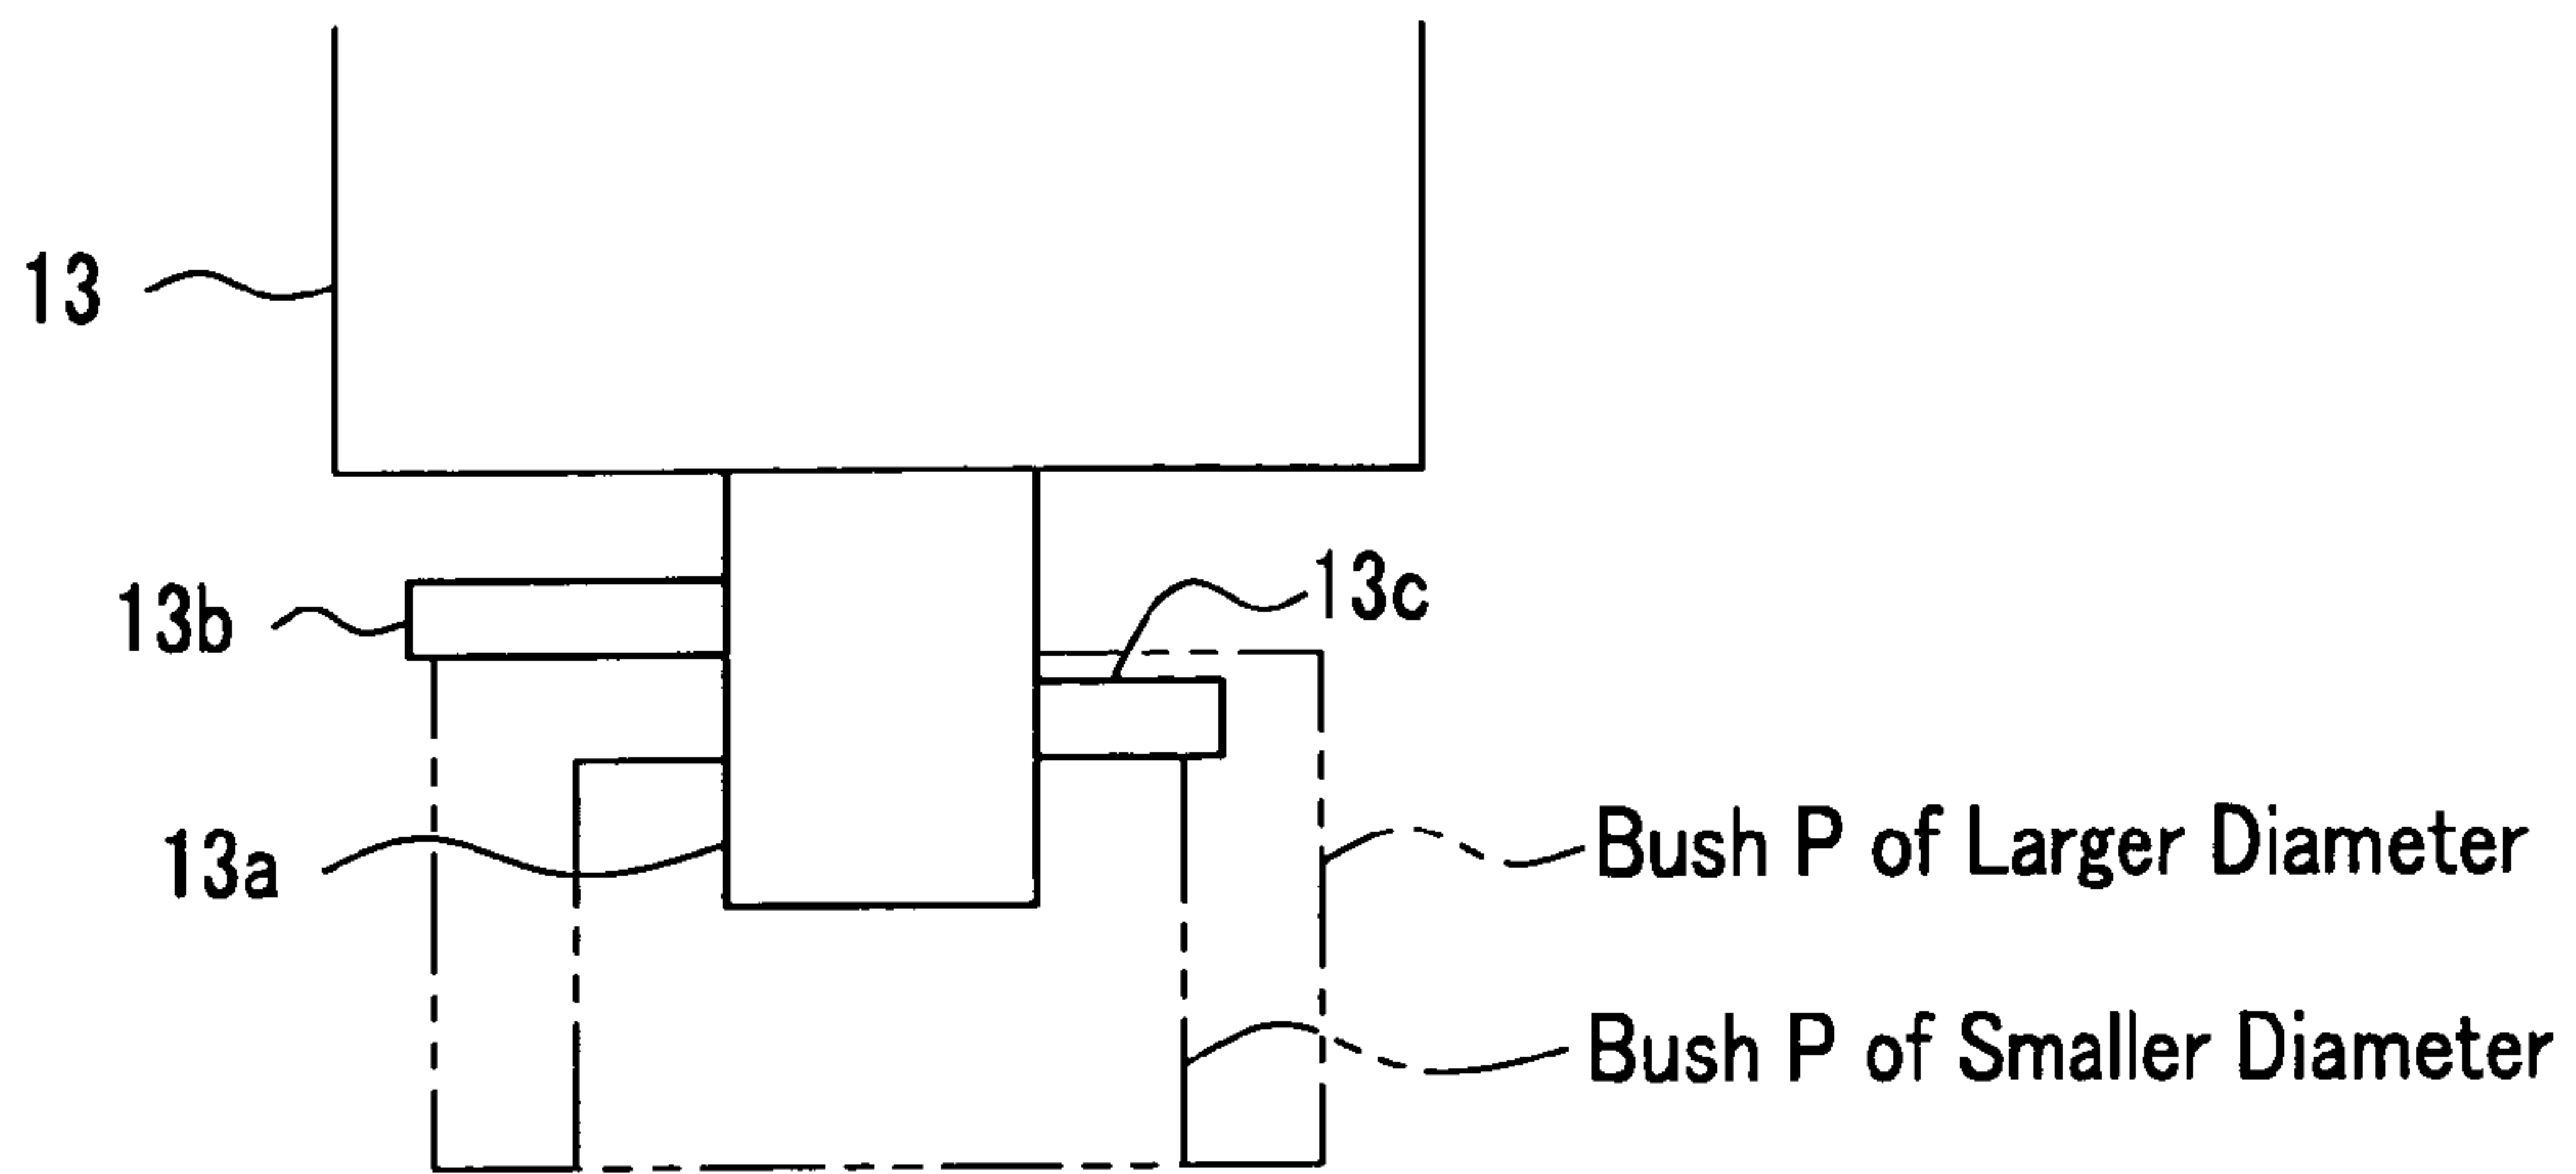 13
13b
13c
13a
Bush P of Larger Diameter
Bush P of Smaller Diameter